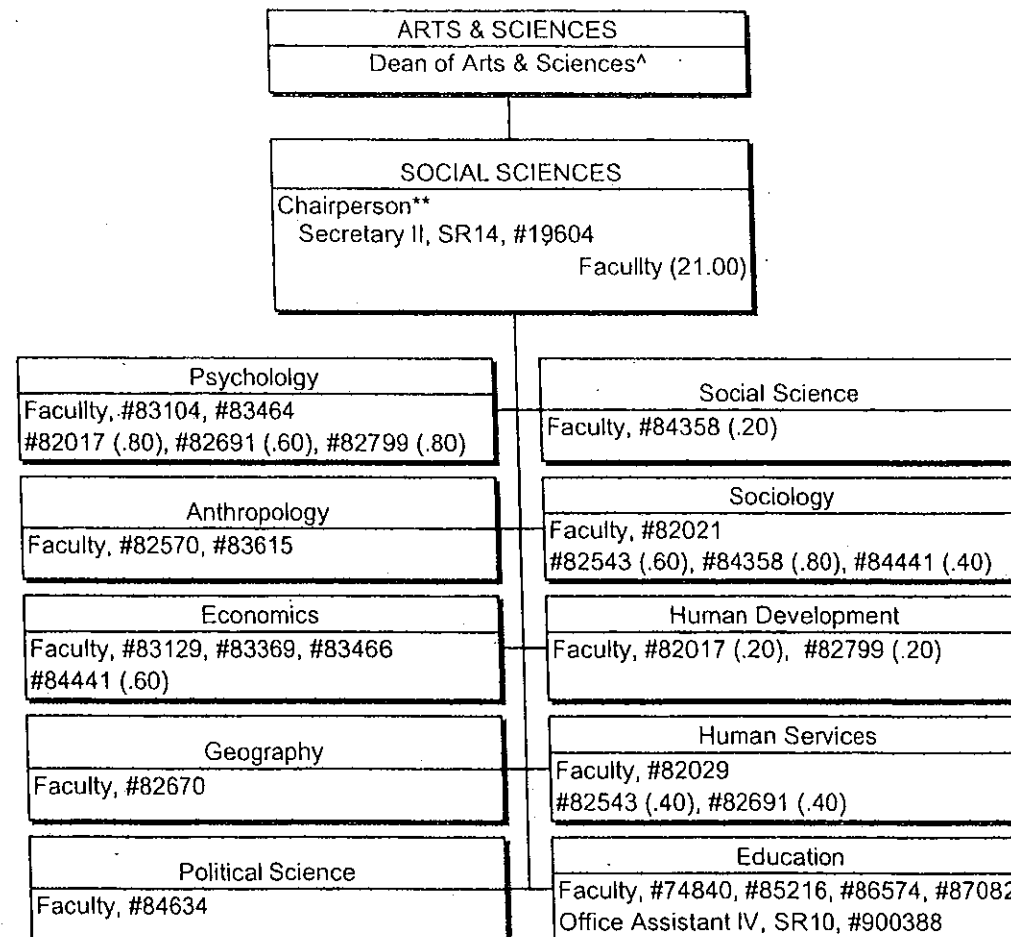 ARTS & SCIENCES
Dean of Arts & Sciences^
SOCIAL SCIENCES
Chairperson**
Secretary II, SR14, #19604
Facullty (21.00)
Psychololgy
Facullty, #83104, #83464
#82017 (.80), #82691 (.60), #82799 (.80)
Social Science
Faculty, #84358 (.20)
Anthropology
Faculty, #82570, #83615
Sociology
Faculty, #82021
#82543 (.60), #84358 (.80), #84441 (.40)
Economics
Faculty, #83129, #83369, #83466
#84441 (.60)
Human Development
Faculty, #82017 (.20), #82799 (.20)
Geography
Faculty, #82670
Human Services
Faculty, #82029
#82543 (.40), #82691 (.40)
Political Science
Faculty, #84634
Education
Faculty, #74840, #85216, #86574, #87082
Office Assistant IV, SR10, #900388